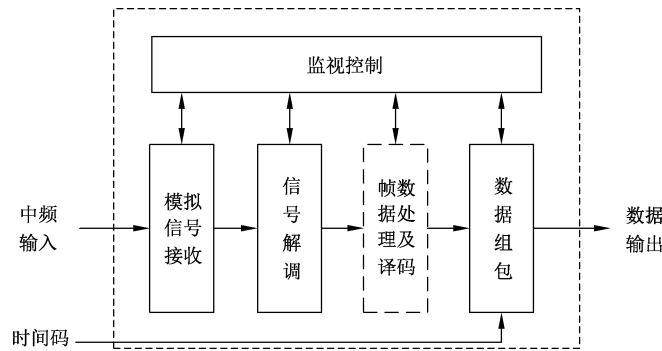 监视控制
中频
输入
模拟
信号
接收
信
号
解
调
帧数
据处
理及
译码
数
据
组
包
数据
输出
时间码